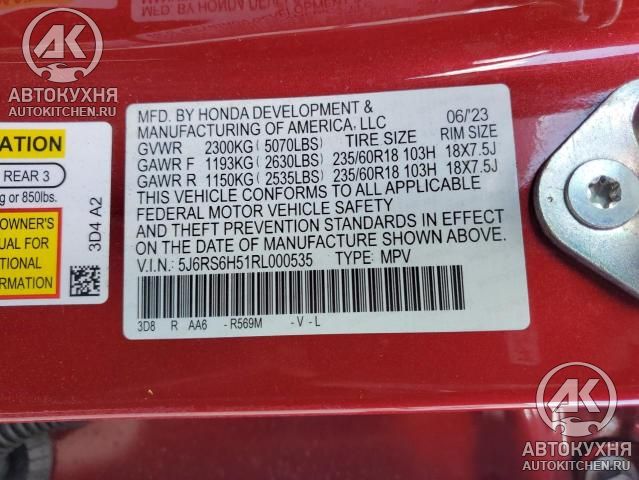 MFD. BY HONDA DEVELOPMENT &
MANUFACTURING OF AMERICA, LLC 06/'23
GVWR 2300KG ( 5070LBS) TIRE SIZE RIM SIZE
GAWR F 1193KG ( 2630LBS) 235/60R18 103H 18X7.5J
GAWR R 1150KG ( 2535LBS) 235/60R18 103H 18X7.5J
THIS VEHICLE CONFORMS TO ALL APPLICABLE
FEDERAL MOTOR VEHICLE SAFETY
AND THEFT PREVENTION STANDARDS IN EFFECT
ON THE DATE OF MANUFACTURE SHOWN ABOVE.
V.I.N.: 5J6RS6H51RL000535 TYPE: MPV
3D8 R AA6 -R569M -V-L
REAR 3
g or 850lbs.
OWNER'S
UAL FOR
TIONAL
3D4 A2
АК
АВТОКУХНЯ
AUTOKITCHEN.RU
АК
АВТОКУХНЯ
AUTOKITCHEN.RU